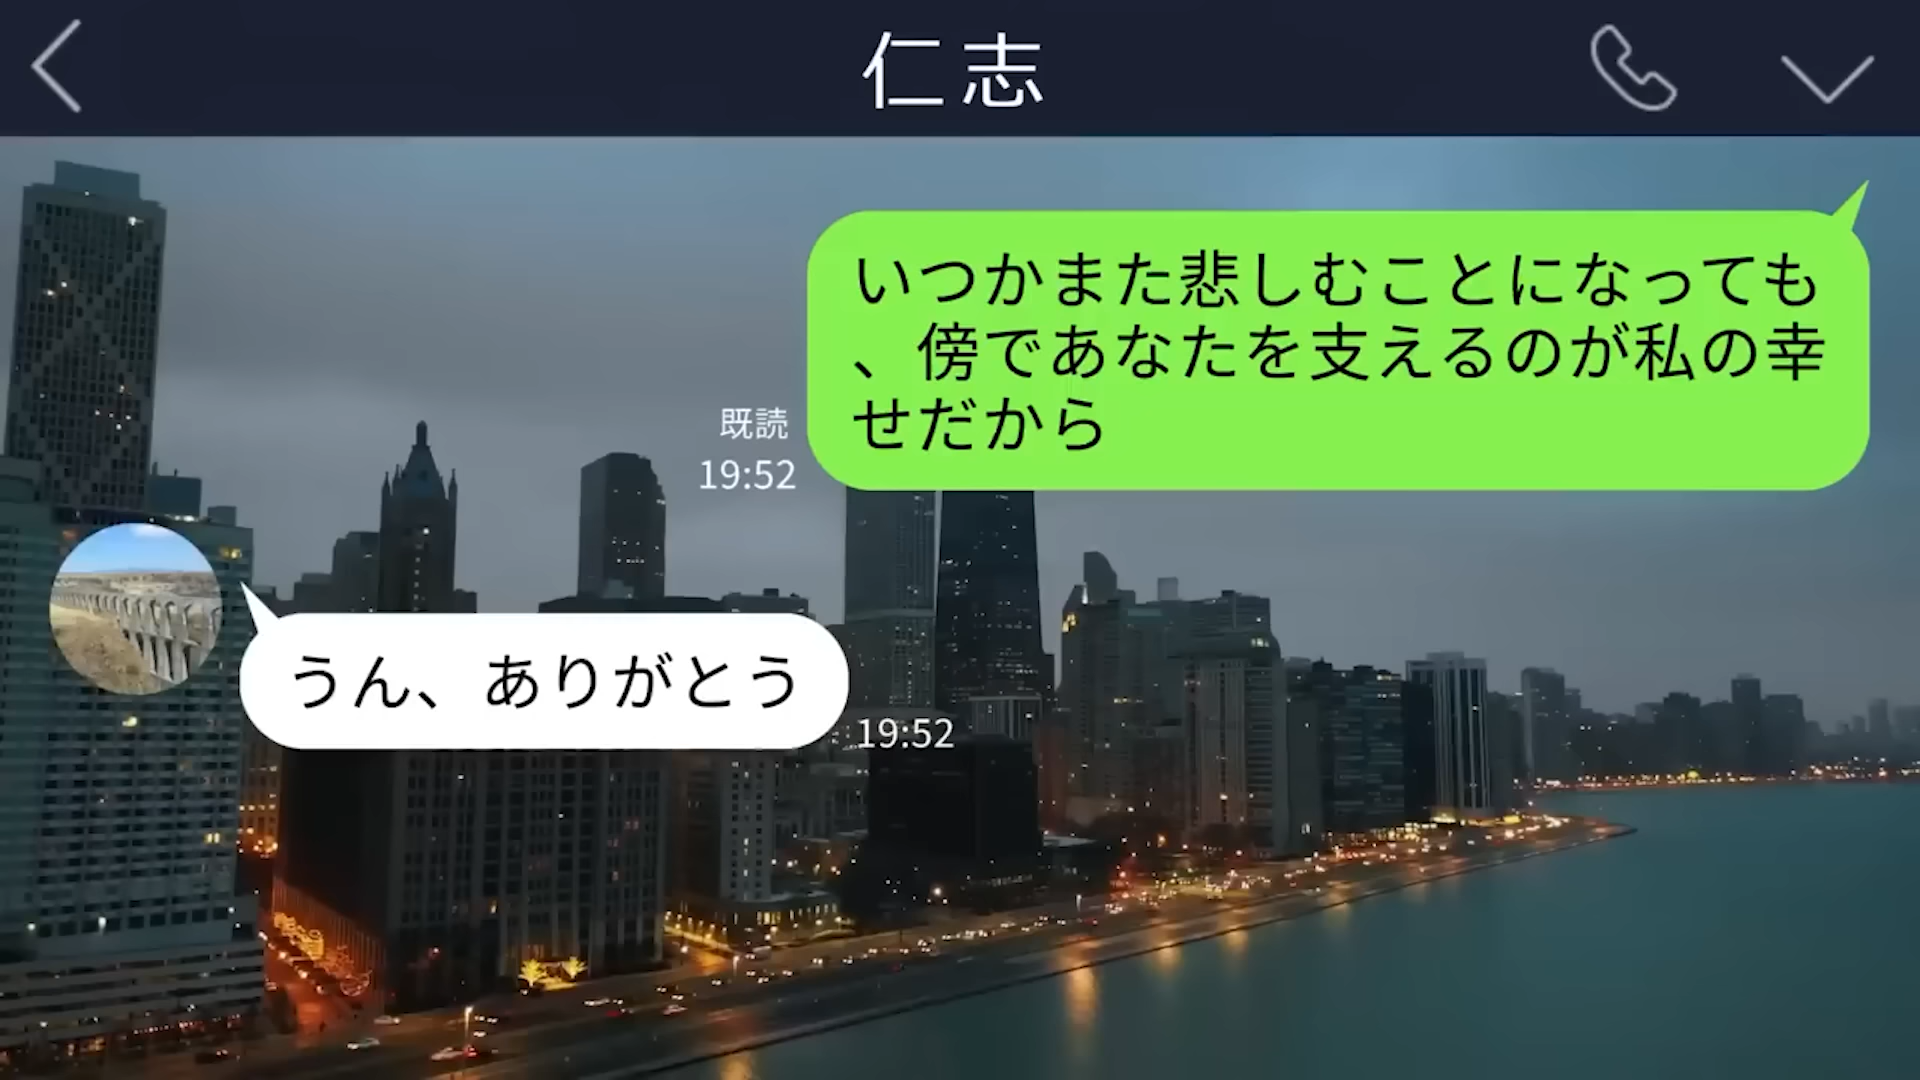 仁志
いつかまた悲しむことになっても
、傍であなたを支えるのが私の幸
せだから
既読
19:52
うん、ありがとう
19:52